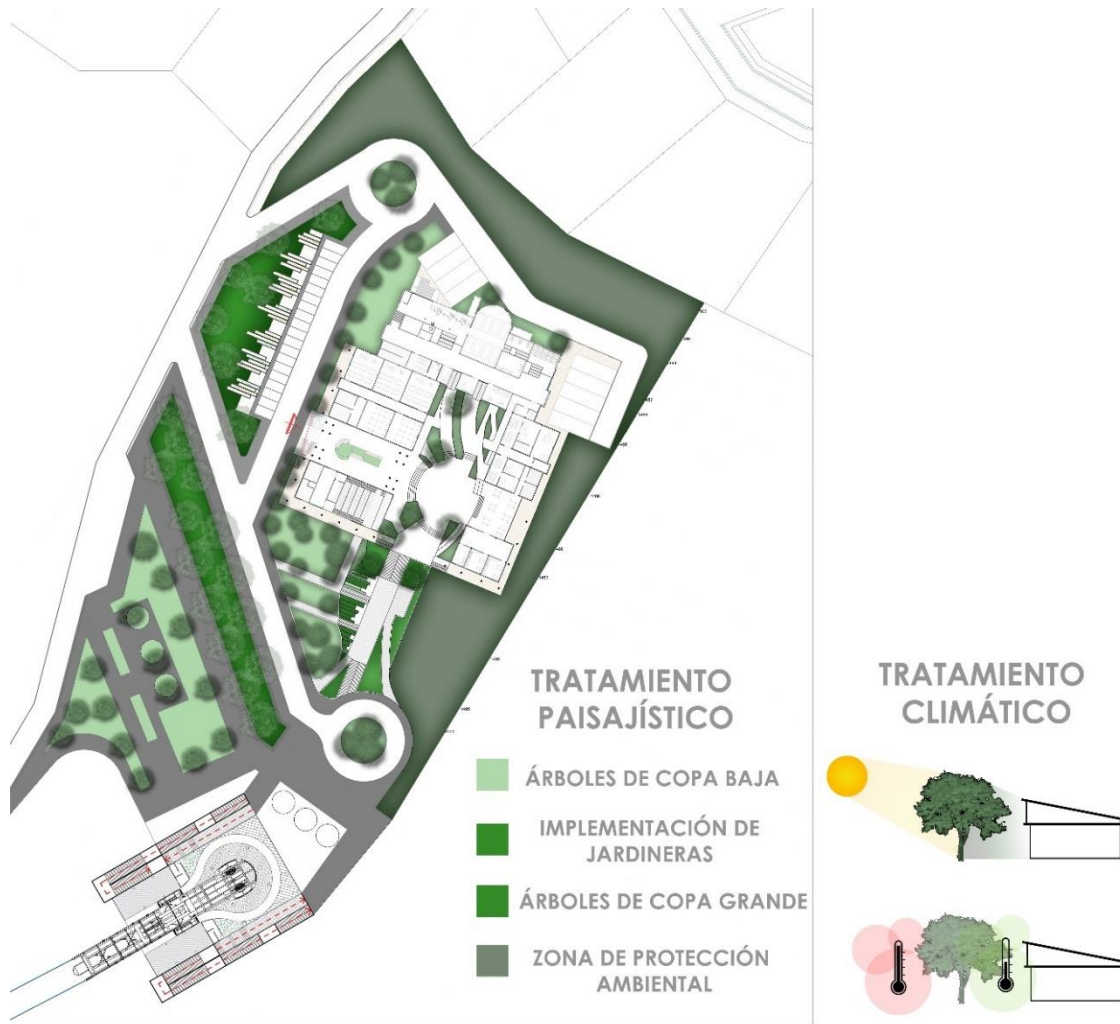 TRATAMIENTO
PAISAJÍSTICO
ÁRBOLES DE COPA BAJA
IMPLEMENTACIÓN DE
JARDINERAS
ÁRBOLES DE COPA GRANDE
ZONA DE PROTECCIÓN
AMBIENTAL
TRATAMIENTO
CLIMÁTICO